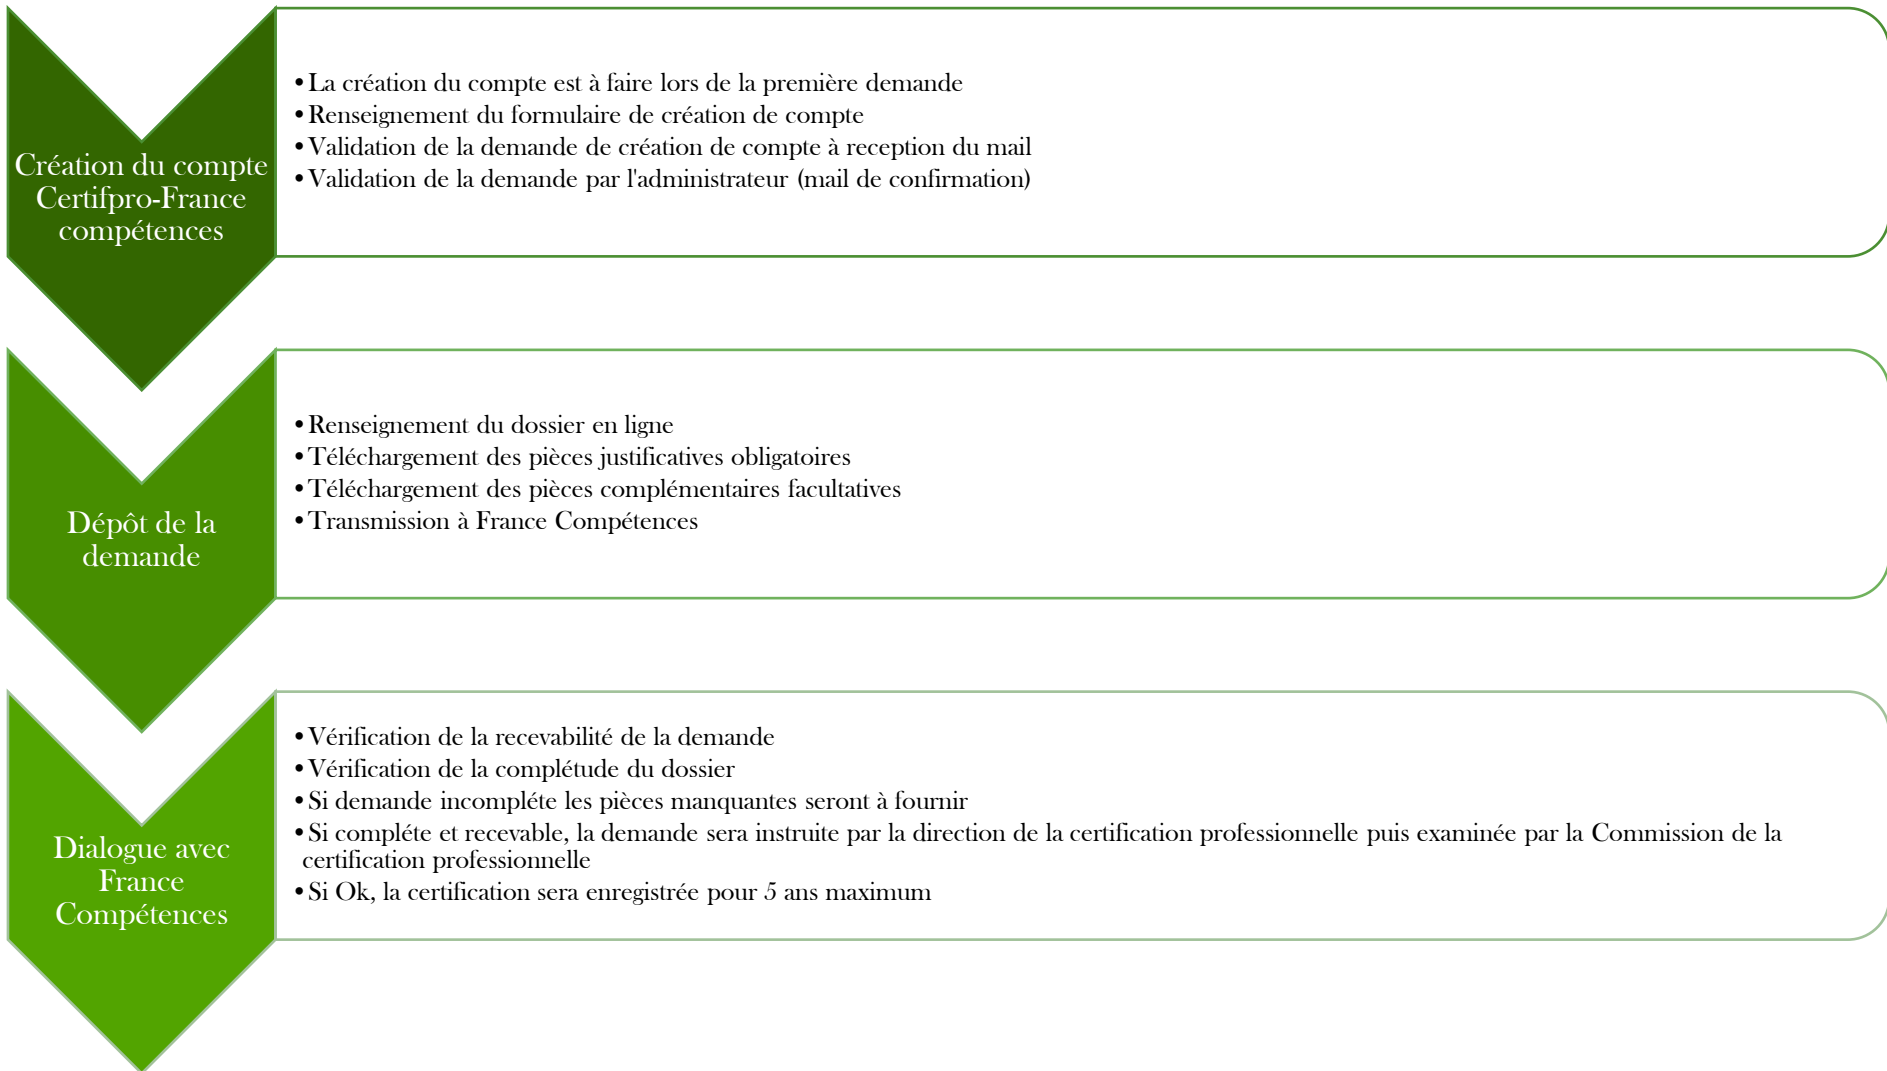 Création du compte
Certifpro-France
compétences
•La création du compte est à faire lors de la première demande
•Renseignement du formulaire de création de compte
•Validation de la demande de création de compte à reception du mail
•Validation de la demande par l'administrateur (mail de confirmation)
Dépôt de la
demande
•Renseignement du dossier en ligne
•Téléchargement des pièces justificatives obligatoires
•Téléchargement des pièces complémentaires facultatives
•Transmission à France Compétences
Dialogue avec
France
Compétences
•Vérification de la recevabilité de la demande
•Vérification de la complétude du dossier
•Si demande incompléte les pièces manquantes seront à fournir
•Si compléte et recevable, la demande sera instruite par la direction de la certification professionnelle puis examinée par la Commission de la
certification professionnelle
•Si Ok, la certification sera enregistrée pour 5 ans maximum